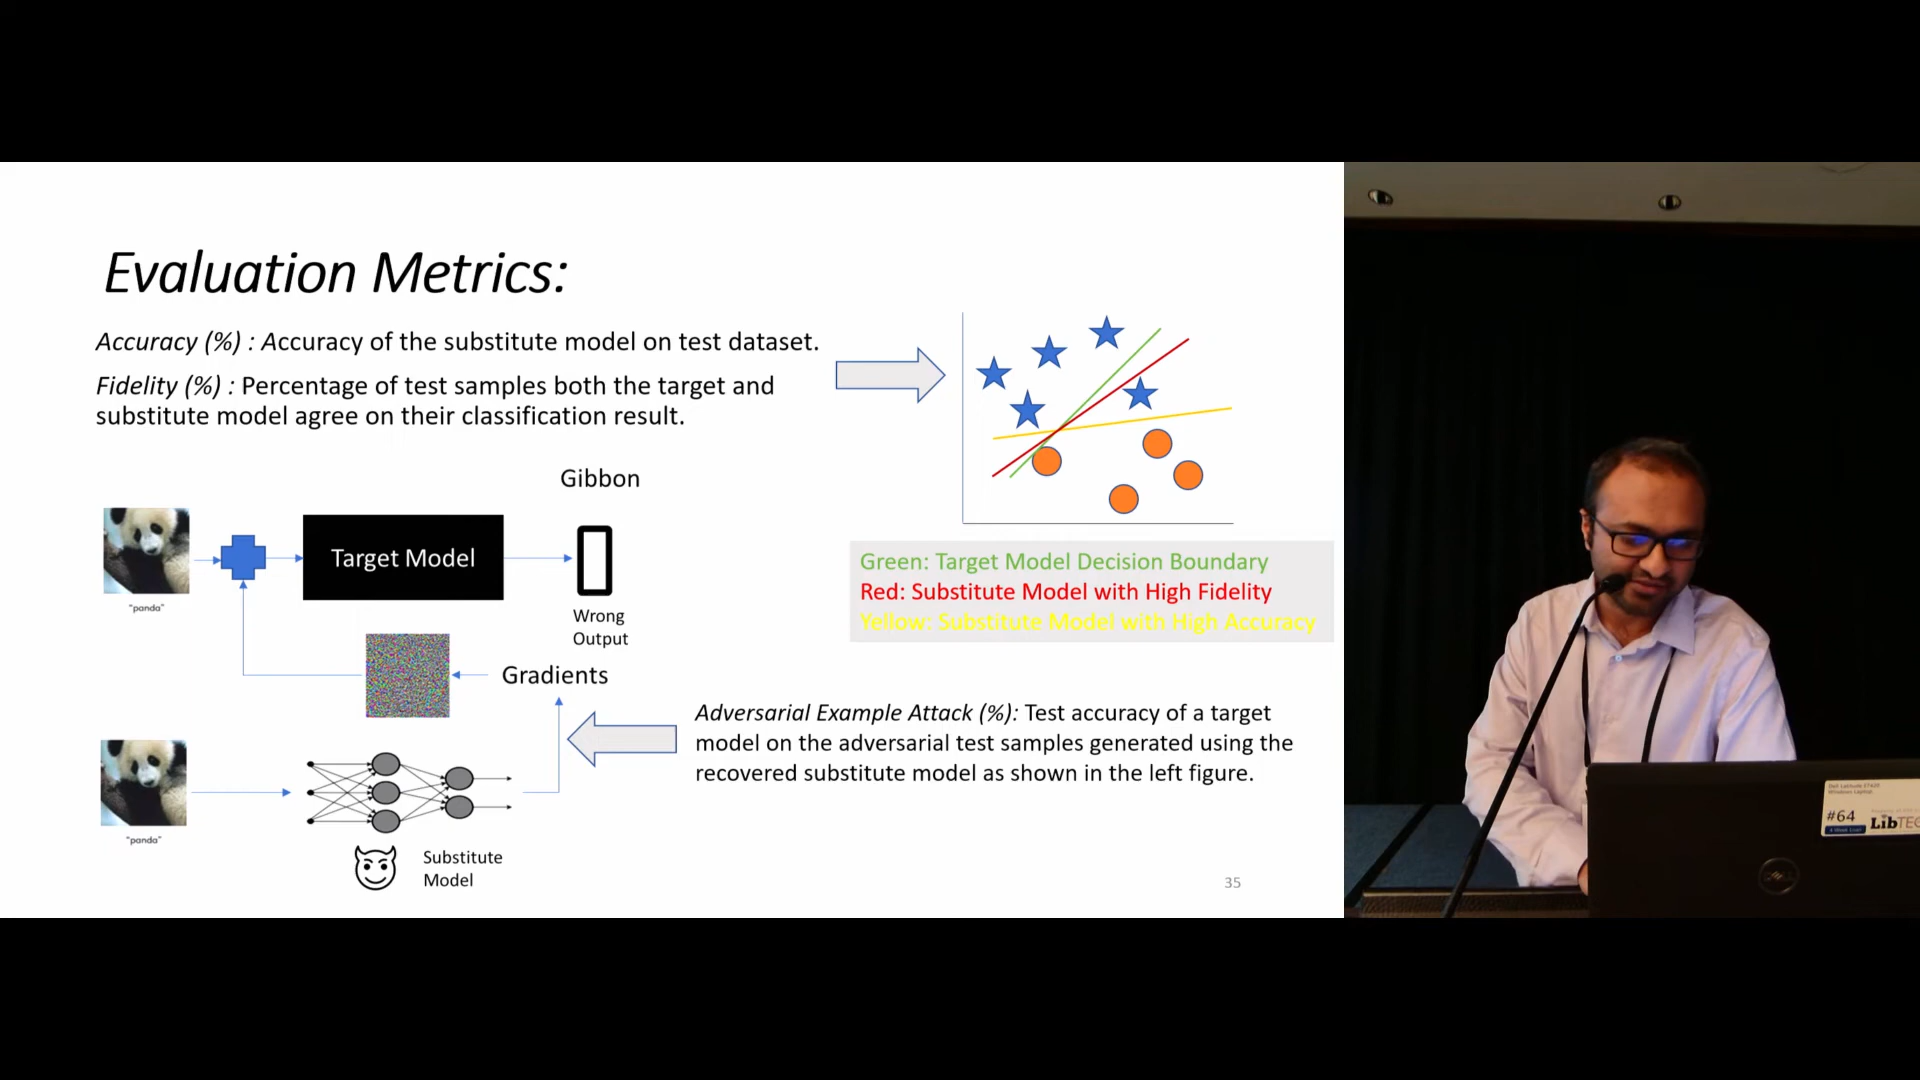 Evaluation Metrics:
Accuracy (%) : Accuracy of the substitute model on test dataset.
Fidelity (%) : Percentage of test samples both the target and
substitute model agree on their classification result.
Gibbon
Target Model
"panda"
Wrong
Output
Gradients
"panda"
Substitute
Model
Green: Target Model Decision Boundary
Red: Substitute Model with High Fidelity
Yellow: Substitute Model with High Accuracy
Adversarial Example Attack (%): Test accuracy of a target
model on the adversarial test samples generated using the
recovered substitute model as shown in the left figure.
35
#64
LibTEC
DELL